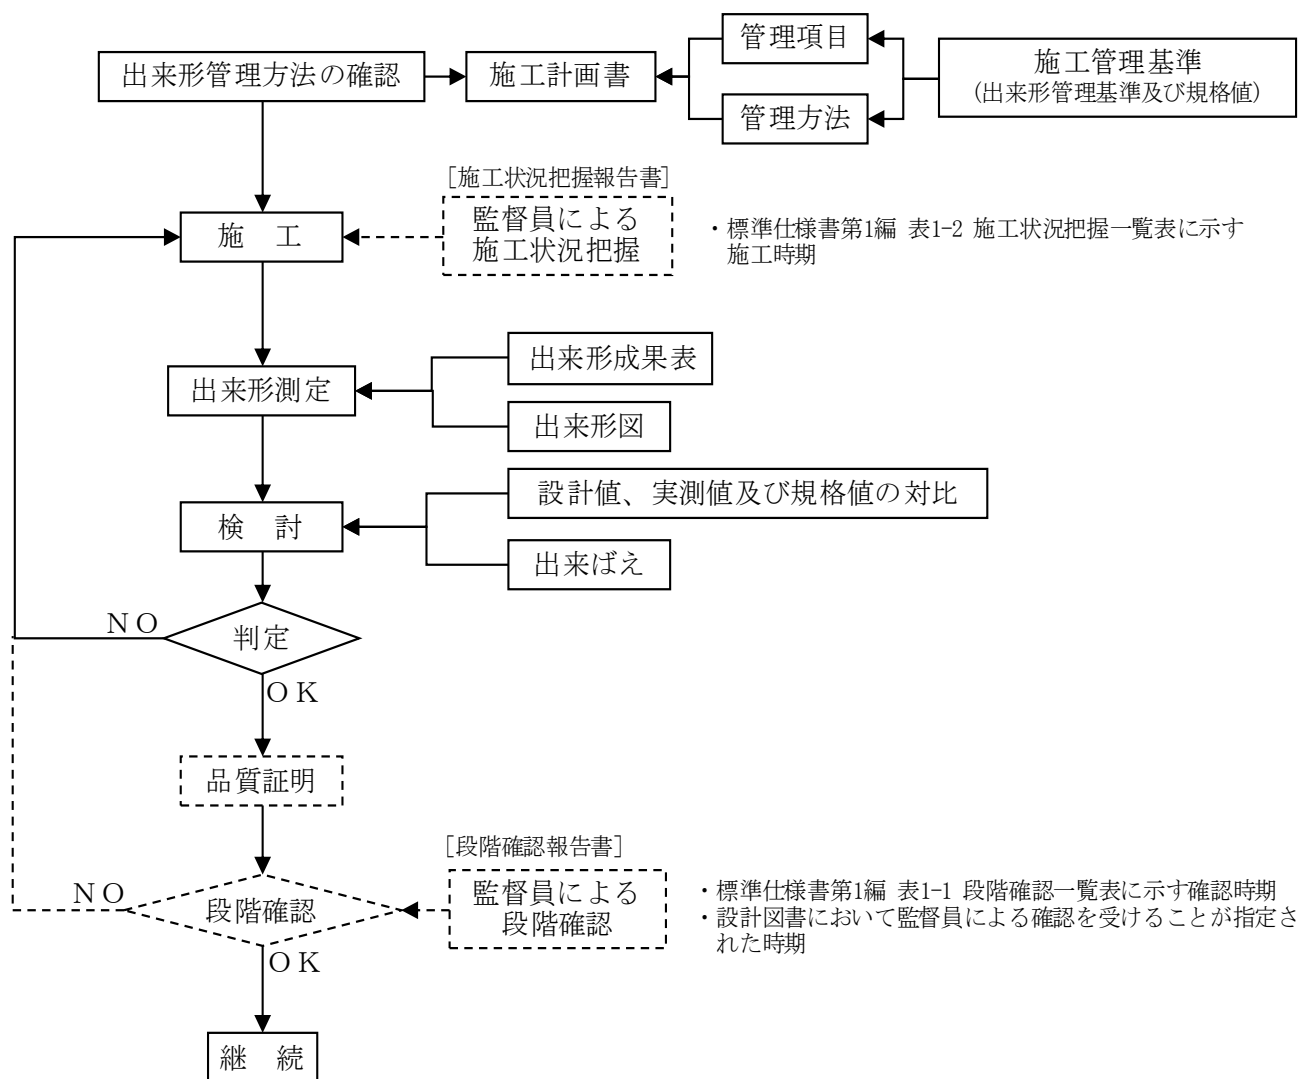 管理項目
出来形管理方法の確認
施工計画書
施工管理基準
(出来形管理基準及び規格値)
管理方法
[施工状況把握報告書]
施　工
監督員による
施工状況把握
・標準仕様書第1編 表1-2 施工状況把握一覧表に示す
施工時期
出来形成果表
出来形測定
出来形図
設計値、実測値及び規格値の対比
検　討
出来ばえ
NO
判定
OK
品質証明
[段階確認報告書]
NO
段階確認
監督員による
段階確認
・標準仕様書第1編 表1-1 段階確認一覧表に示す確認時期
・設計図書において監督員による確認を受けることが指定さ
れた時期
OK
継　続